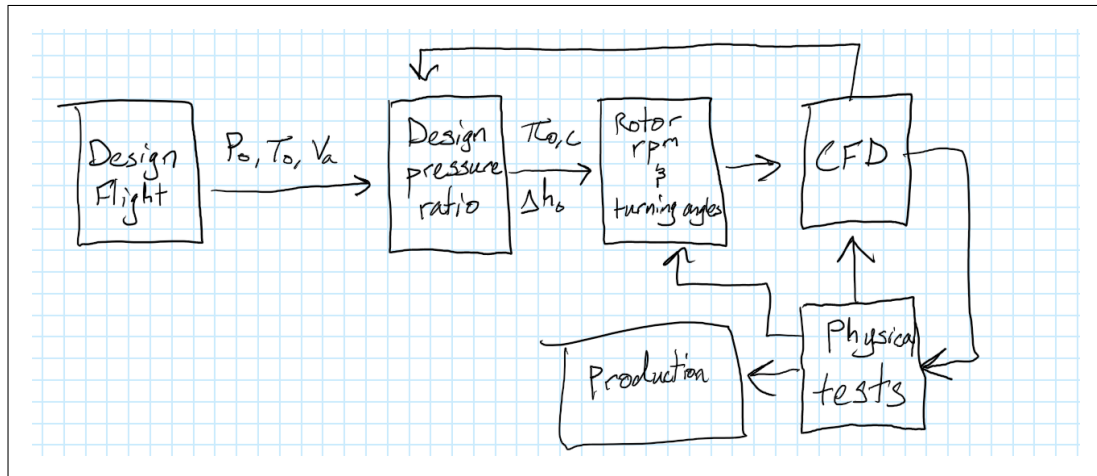 Design
Flight
P₀, T₀, Vₐ
Design
pressure
ratio
π₀,c
Δh₀
Rotor
rpm
&
turning angles
CFD
Physical
tests
Production